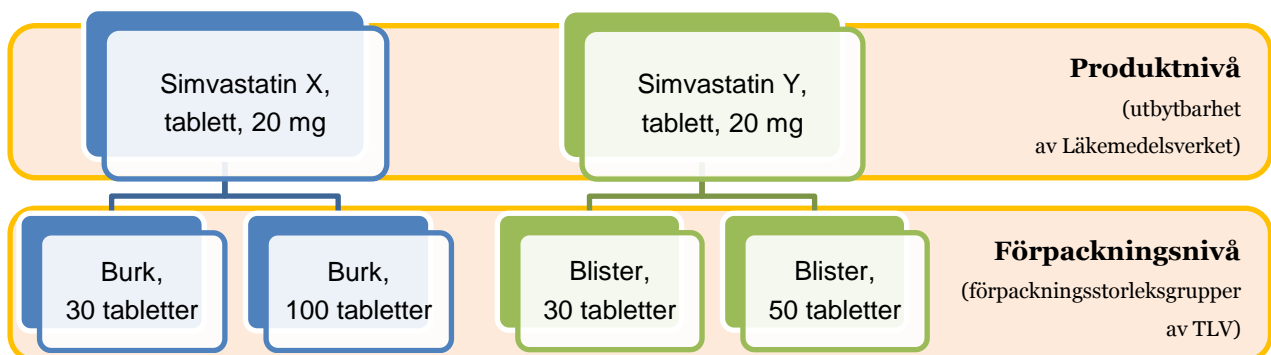 Simvastatin X,
tablett, 20 mg
Simvastatin Y,
tablett, 20 mg
Produktnivå
(utbytbarhet
av Läkemedelsverket)
Burk,
30 tabletter
Burk,
100 tabletter
Blister,
30 tabletter
Blister,
50 tabletter
Förpackningsnivå
(förpackningsstorleksgrupper
av TLV)